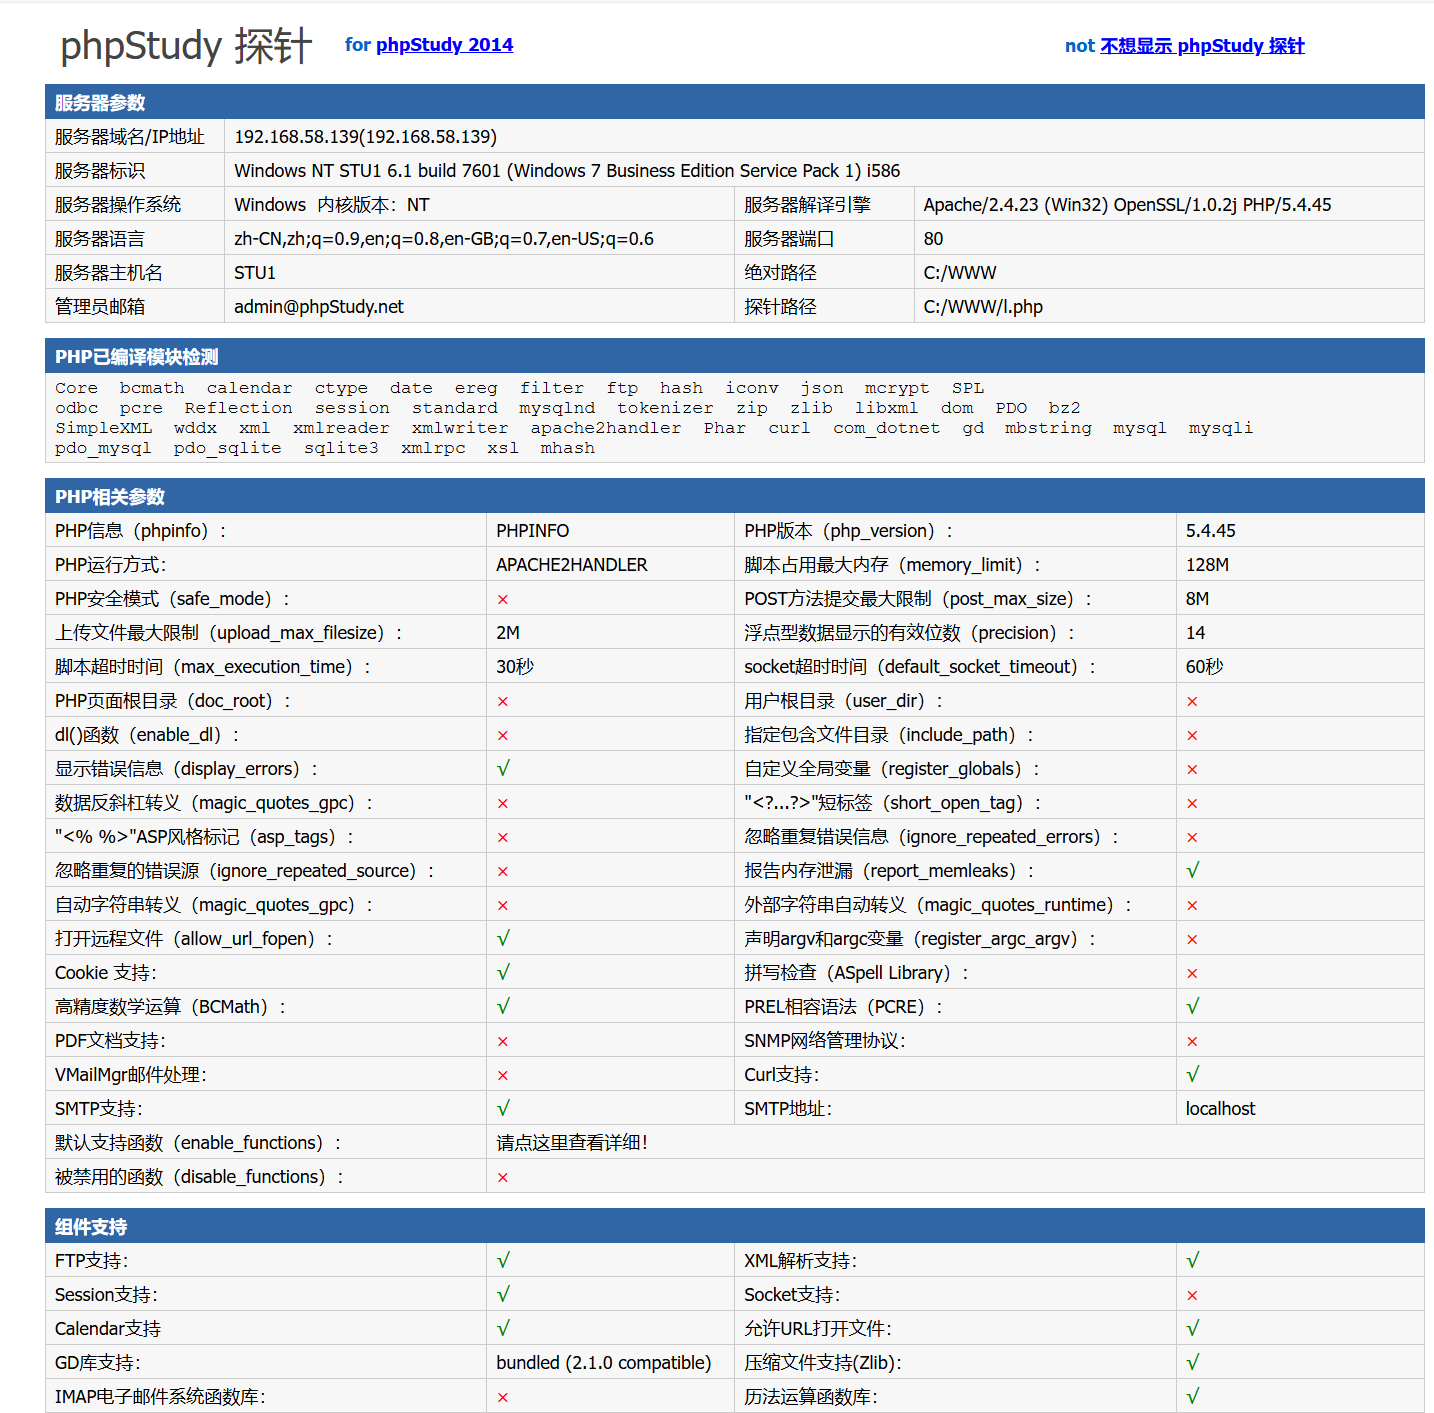 phpStudy 探针 for phpStudy 2014 not 不想显示 phpStudy 探针
服务器参数
服务器域名/IP地址 192.168.58.139(192.168.58.139)
服务器标识 Windows NT STU1 6.1 build 7601 (Windows 7 Business Edition Service Pack 1) i586
服务器操作系统 Windows 内核版本：NT 服务器解译引擎 Apache/2.4.23 (Win32) OpenSSL/1.0.2j PHP/5.4.45
服务器语言 zh-CN,zh;q=0.9,en;q=0.8,en-GB;q=0.7,en-US;q=0.6 服务器端口 80
服务器主机名 STU1 绝对路径 C:/WWW
管理员邮箱 admin@phpStudy.net 探针路径 C:/WWW/l.php
PHP已编译模块检测
Core bcmath calendar ctype date ereg filter ftp hash iconv json mcrypt SPL
odbc pcre Reflection session standard mysqlnd tokenizer zip zlib libxml dom PDO bz2
SimpleXML wddx xml xmlreader xmlwriter apache2handler Phar curl com_dotnet gd mbstring mysql mysqli
pdo_mysql pdo_sqlite sqlite3 xmlrpc xsl mhash
PHP相关参数
PHP信息（phpinfo）： PHPINFO PHP版本（php_version）： 5.4.45
PHP运行方式： APACHE2HANDLER 脚本占用最大内存（memory_limit）： 128M
PHP安全模式（safe_mode）： × POST方法提交最大限制（post_max_size）： 8M
上传文件最大限制（upload_max_filesize）： 2M 浮点型数据显示的有效位数（precision）： 14
脚本超时时间（max_execution_time）： 30秒 socket超时时间（default_socket_timeout）： 60秒
PHP页面根目录（doc_root）： × 用户根目录（user_dir）： ×
dl()函数（enable_dl）： × 指定包含文件目录（include_path）： ×
显示错误信息（display_errors）： √ 自定义全局变量（register_globals）： ×
数据反斜杠转义（magic_quotes_gpc）： × "<?...?>"短标签（short_open_tag）： ×
"<% %>"ASP风格标记（asp_tags）： × 忽略重复错误信息（ignore_repeated_errors）： ×
忽略重复的错误源（ignore_repeated_source）： × 报告内存泄漏（report_memleaks）： √
自动字符串转义（magic_quotes_gpc）： × 外部字符串自动转义（magic_quotes_runtime）： ×
打开远程文件（allow_url_fopen）： √ 声明argv和argc变量（register_argc_argv）： ×
Cookie 支持： √ 拼写检查（ASpell Library）： ×
高精度数学运算（BCMath）： √ PREL相容语法（PCRE）： √
PDF文档支持： × SNMP网络管理协议： ×
VMailMgr邮件处理： × Curl支持： √
SMTP支持： √ SMTP地址： localhost
默认支持函数（enable_functions）： 请点这里查看详细！
被禁用的函数（disable_functions）： ×
组件支持
FTP支持： √ XML解析支持： √
Session支持： √ Socket支持： ×
Calendar支持 √ 允许URL打开文件： √
GD库支持： bundled (2.1.0 compatible) 压缩文件支持(Zlib)： √
IMAP电子邮件系统函数库： × 历法运算函数库： √